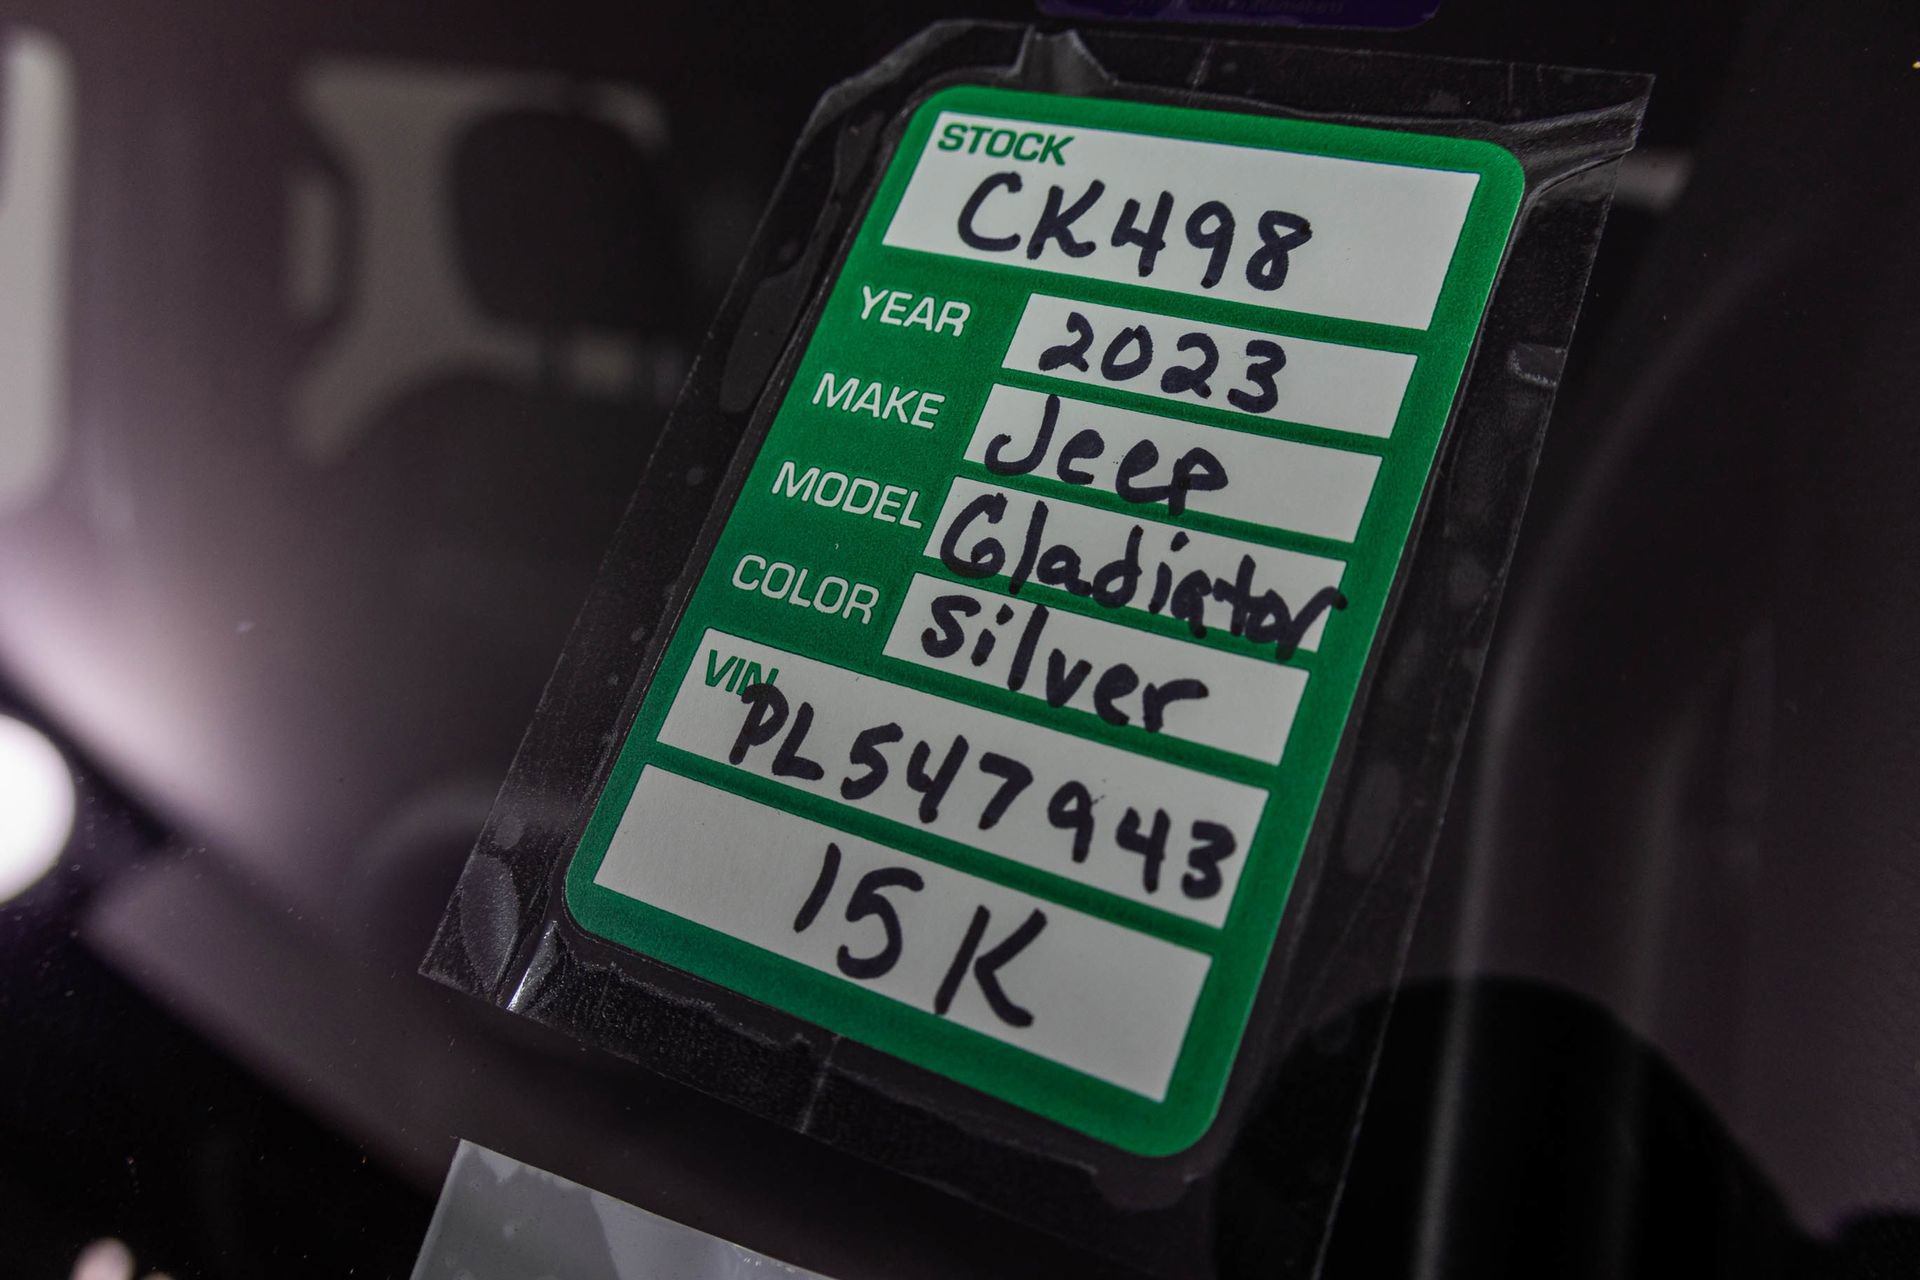 STOCK
CK498
YEAR 2023
MAKE Jeep
MODEL Gladiator
COLOR Silver
VIN
PL547943
15K